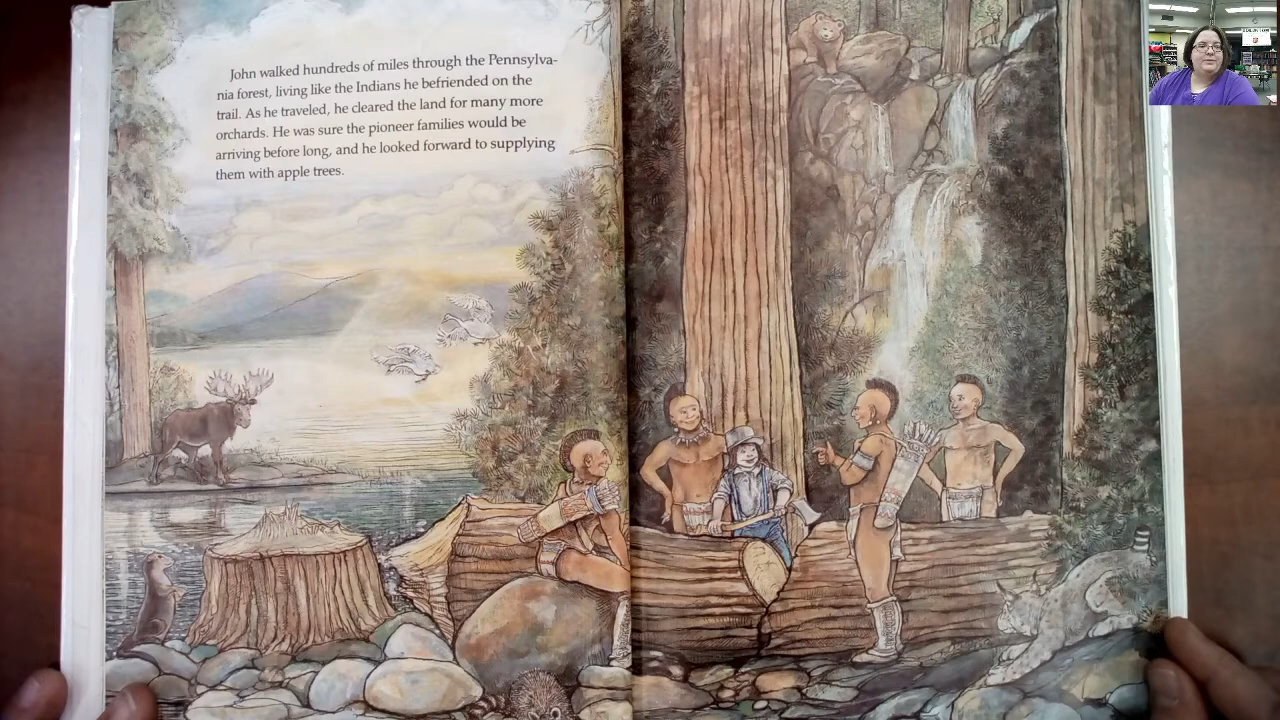 John walked hundreds of miles through the Pennsylva-
nia forest, living like the Indians he befriended on the
trail. As he traveled, he cleared the land for many more
orchards. He was sure the pioneer families would be
arriving before long, and he looked forward to supplying
them with apple trees.